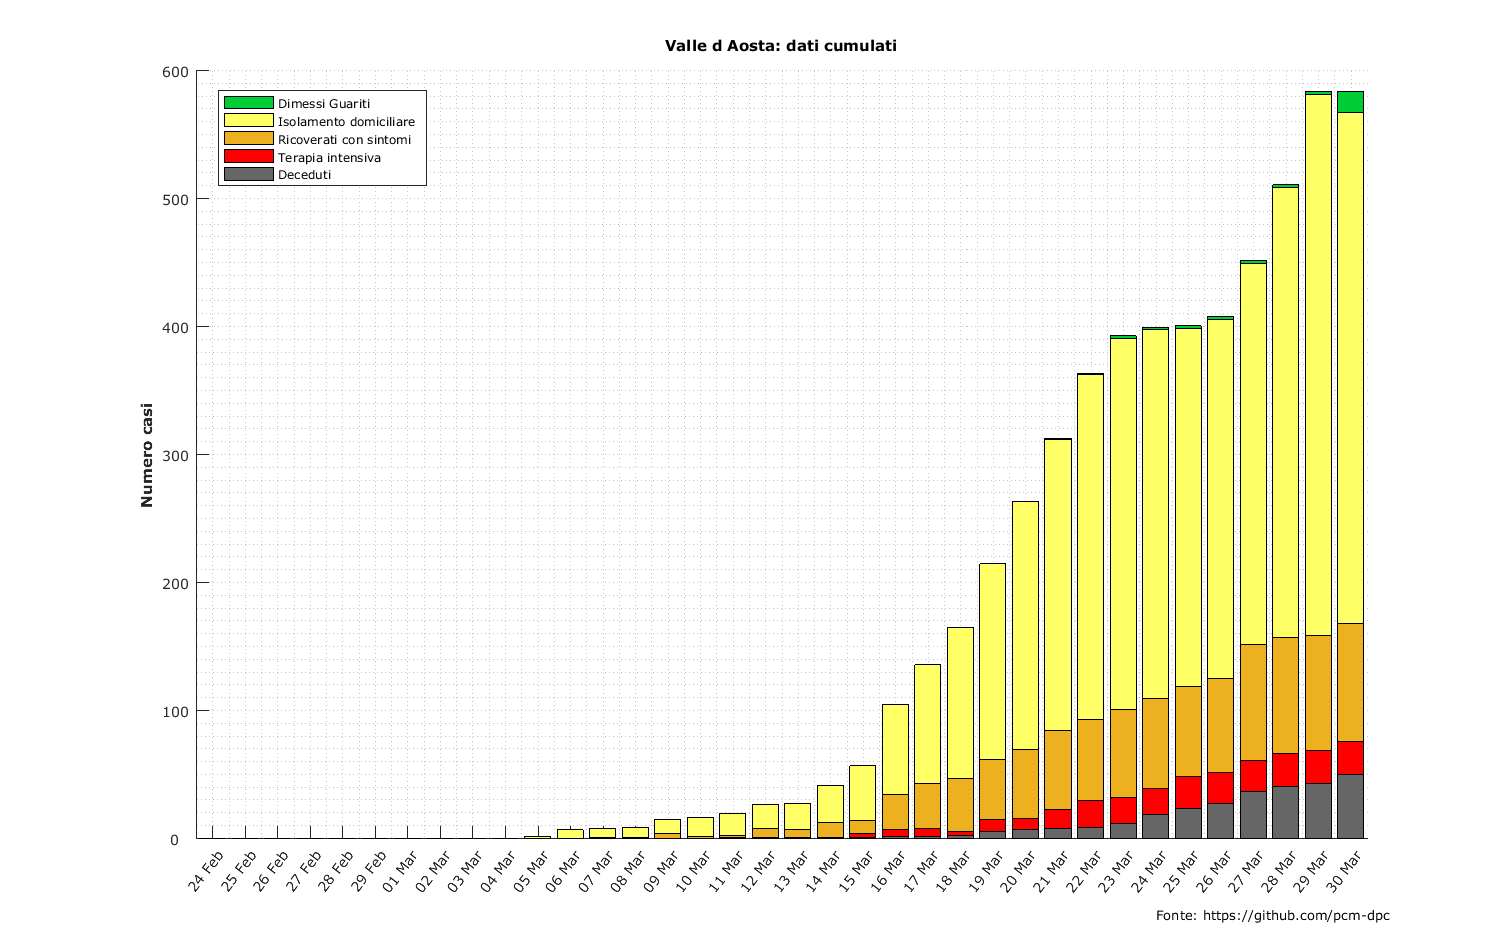 Valle d Aosta: dati cumulati
Numero casi
600
500
400
300
200
100
0
Dimessi Guariti
Isolamento domiciliare
Ricoverati con sintomi
Terapia intensiva
Deceduti
24 Feb
25 Feb
26 Feb
27 Feb
28 Feb
29 Feb
01 Mar
02 Mar
03 Mar
04 Mar
05 Mar
06 Mar
07 Mar
08 Mar
09 Mar
10 Mar
11 Mar
12 Mar
13 Mar
14 Mar
15 Mar
16 Mar
17 Mar
18 Mar
19 Mar
20 Mar
21 Mar
22 Mar
23 Mar
24 Mar
25 Mar
26 Mar
27 Mar
28 Mar
29 Mar
30 Mar
Fonte: https://github.com/pcm-dpc